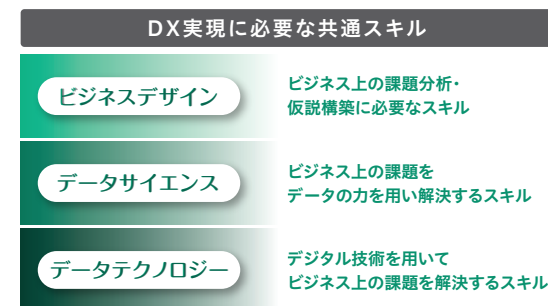 DX実現に必要な共通スキル
ビジネスデザイン
ビジネス上の課題分析・
仮説構築に必要なスキル
データサイエンス
ビジネス上の課題を
データの力を用い解決するスキル
データテクノロジー
デジタル技術を用いて
ビジネス上の課題を解決するスキル